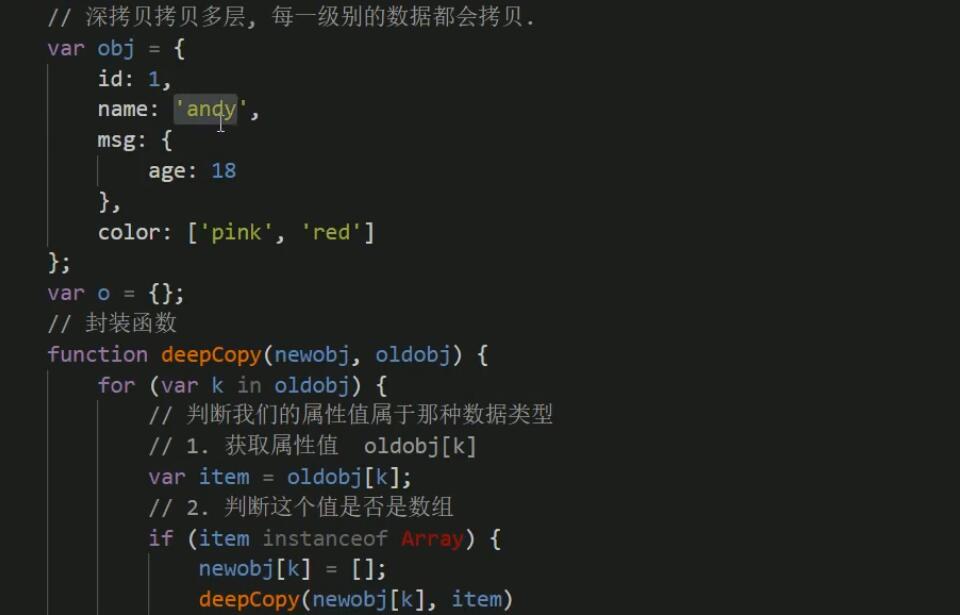 // 深拷贝拷贝多层, 每一级别的数据都会拷贝.
var obj = {
    id: 1,
    name: 'andy',
    msg: {
        age: 18
    },
    color: ['pink', 'red']
};
var o = {};
// 封装函数
function deepCopy(newobj, oldobj) {
    for (var k in oldobj) {
        // 判断我们的属性值属于那种数据类型
        // 1. 获取属性值  oldobj[k]
        var item = oldobj[k];
        // 2. 判断这个值是否是数组
        if (item instanceof Array) {
            newobj[k] = [];
            deepCopy(newobj[k], item)